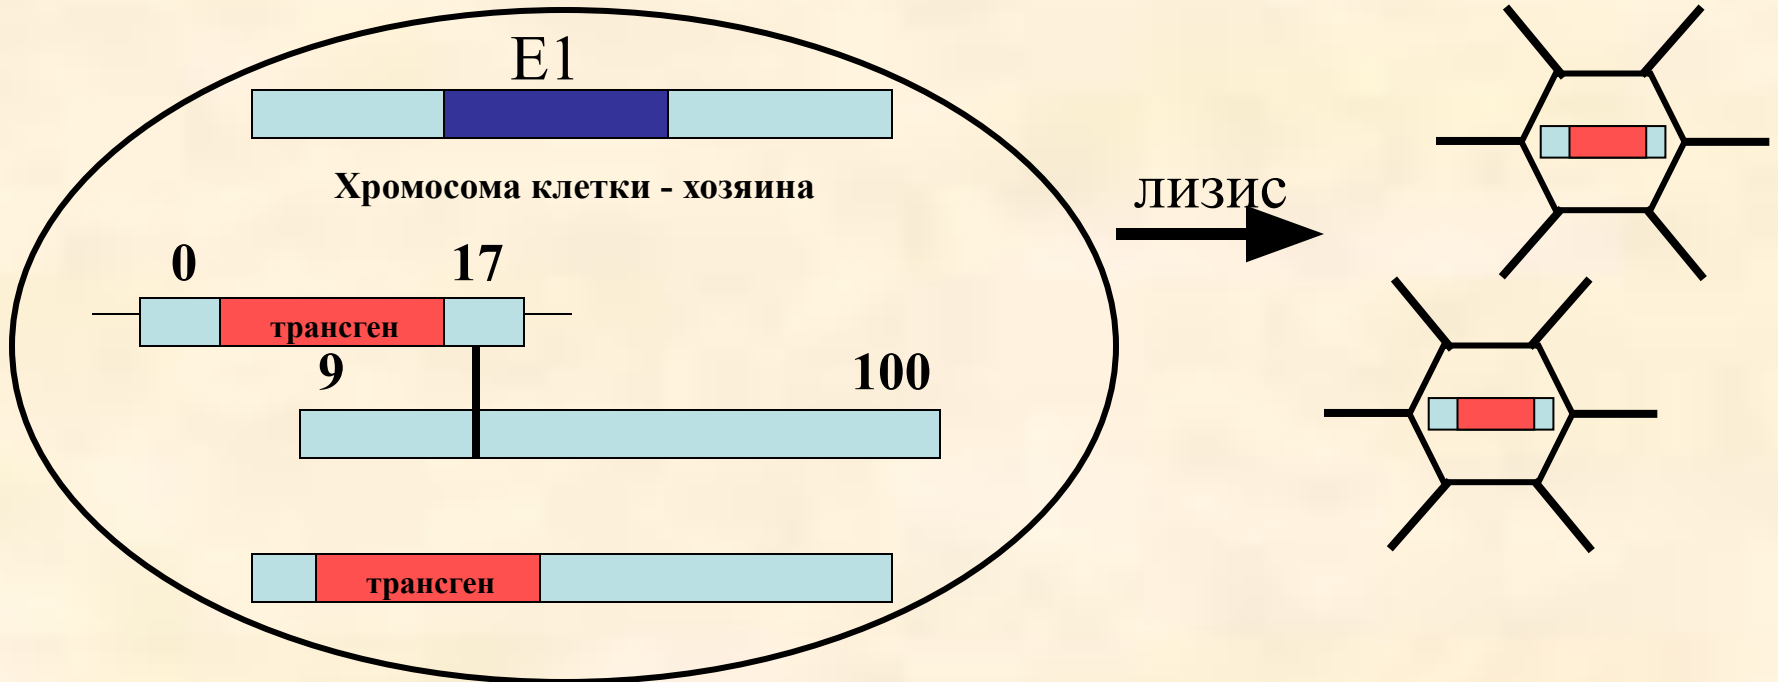 E1
Хромосома клетки - хозяина
лизис
0 17
трансген
9 100
трансген